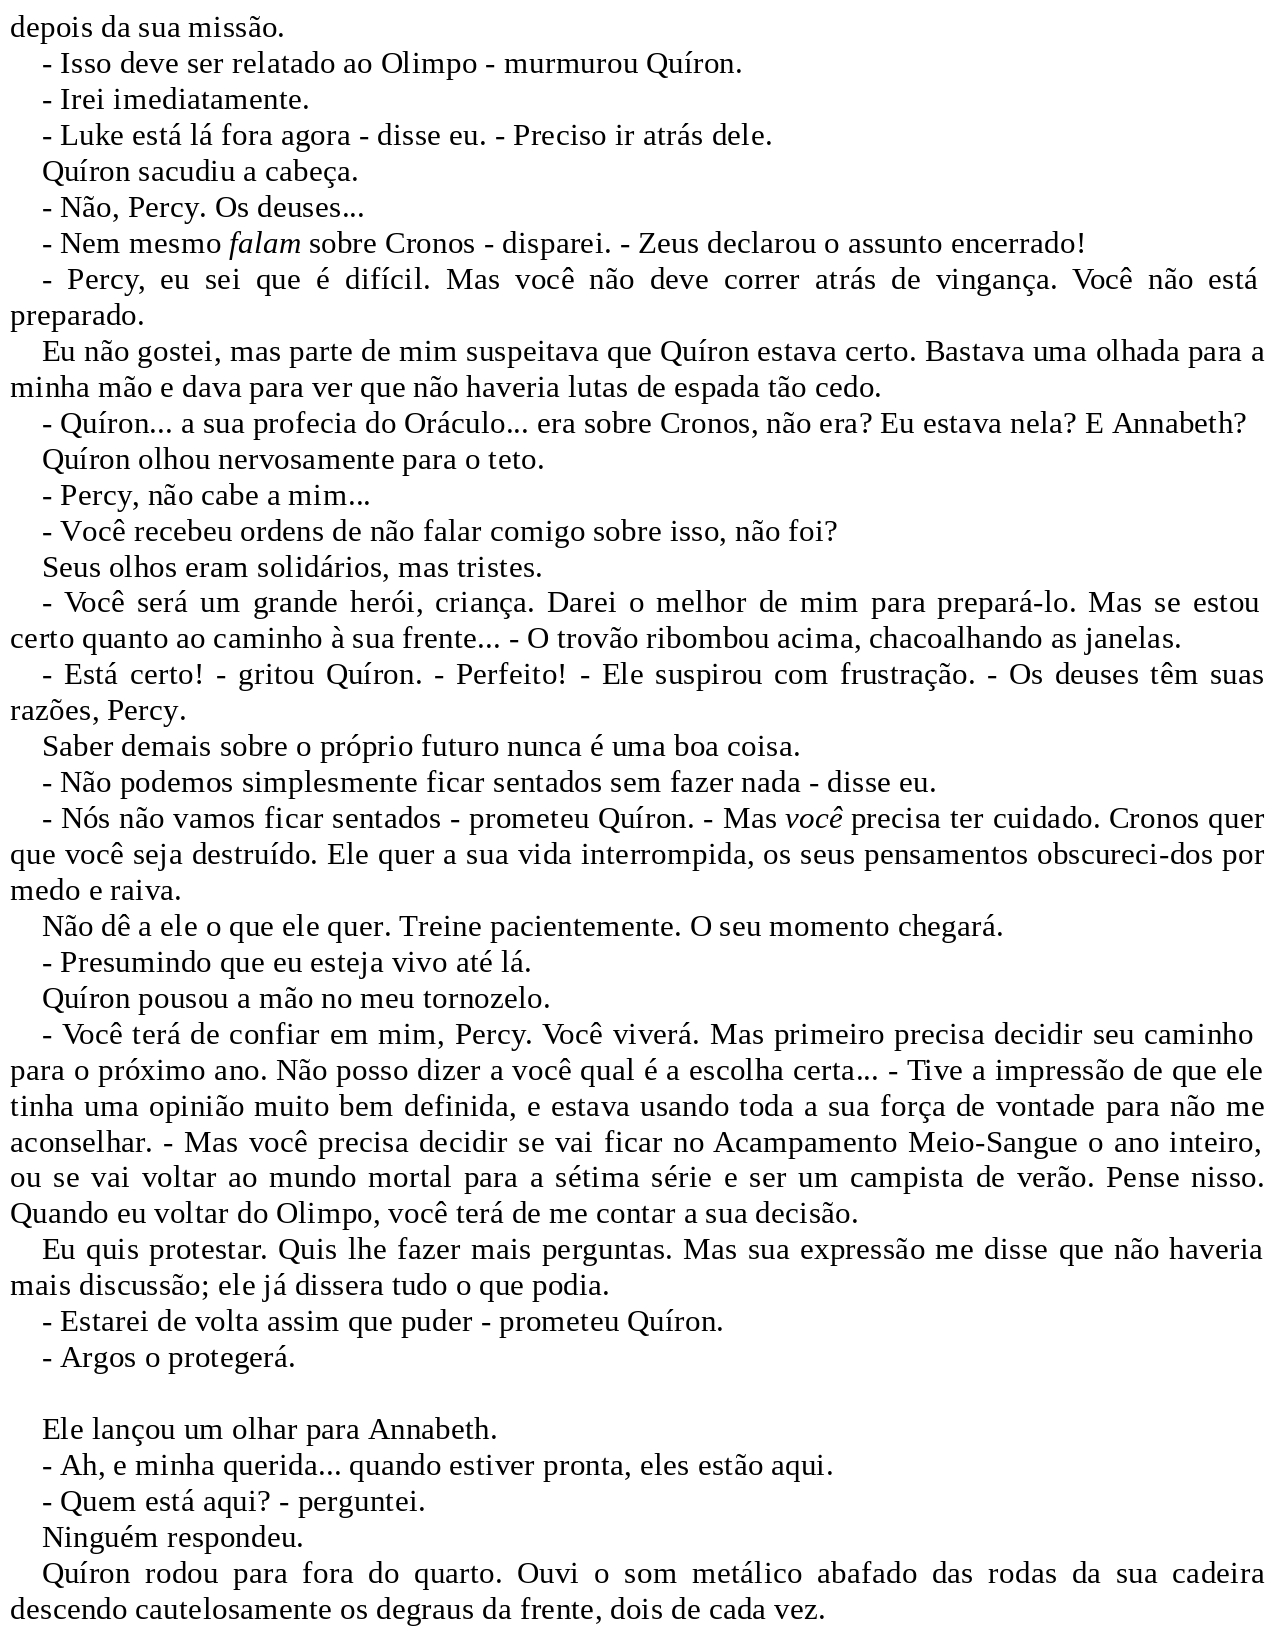 depois da sua missão.
- Isso deve ser relatado ao Olimpo - murmurou Quíron.
- Irei imediatamente.
- Luke está lá fora agora - disse eu. - Preciso ir atrás dele.
Quíron sacudiu a cabeça.
- Não, Percy. Os deuses...
- Nem mesmo falam sobre Cronos - disparei. - Zeus declarou o assunto encerrado!
- Percy, eu sei que é difícil. Mas você não deve correr atrás de vingança. Você não está
preparado.
Eu não gostei, mas parte de mim suspeitava que Quíron estava certo. Bastava uma olhada para a
minha mão e dava para ver que não haveria lutas de espada tão cedo.
- Quíron... a sua profecia do Oráculo... era sobre Cronos, não era? Eu estava nela? E Annabeth?
Quíron olhou nervosamente para o teto.
- Percy, não cabe a mim...
- Você recebeu ordens de não falar comigo sobre isso, não foi?
Seus olhos eram solidários, mas tristes.
- Você será um grande herói, criança. Darei o melhor de mim para prepará-lo. Mas se estou
certo quanto ao caminho à sua frente... - O trovão ribombou acima, chacoalhando as janelas.
- Está certo! - gritou Quíron. - Perfeito! - Ele suspirou com frustração. - Os deuses têm suas
razões, Percy.
Saber demais sobre o próprio futuro nunca é uma boa coisa.
- Não podemos simplesmente ficar sentados sem fazer nada - disse eu.
- Nós não vamos ficar sentados - prometeu Quíron. - Mas você precisa ter cuidado. Cronos quer
que você seja destruído. Ele quer a sua vida interrompida, os seus pensamentos obscureci-dos por
medo e raiva.
Não dê a ele o que ele quer. Treine pacientemente. O seu momento chegará.
- Presumindo que eu esteja vivo até lá.
Quíron pousou a mão no meu tornozelo.
- Você terá de confiar em mim, Percy. Você viverá. Mas primeiro precisa decidir seu caminho
para o próximo ano. Não posso dizer a você qual é a escolha certa... - Tive a impressão de que ele
tinha uma opinião muito bem definida, e estava usando toda a sua força de vontade para não me
aconselhar. - Mas você precisa decidir se vai ficar no Acampamento Meio-Sangue o ano inteiro,
ou se vai voltar ao mundo mortal para a sétima série e ser um campista de verão. Pense nisso.
Quando eu voltar do Olimpo, você terá de me contar a sua decisão.
Eu quis protestar. Quis lhe fazer mais perguntas. Mas sua expressão me disse que não haveria
mais discussão; ele já dissera tudo o que podia.
- Estarei de volta assim que puder - prometeu Quíron.
- Argos o protegerá.
Ele lançou um olhar para Annabeth.
- Ah, e minha querida... quando estiver pronta, eles estão aqui.
- Quem está aqui? - perguntei.
Ninguém respondeu.
Quíron rodou para fora do quarto. Ouvi o som metálico abafado das rodas da sua cadeira
descendo cautelosamente os degraus da frente, dois de cada vez.